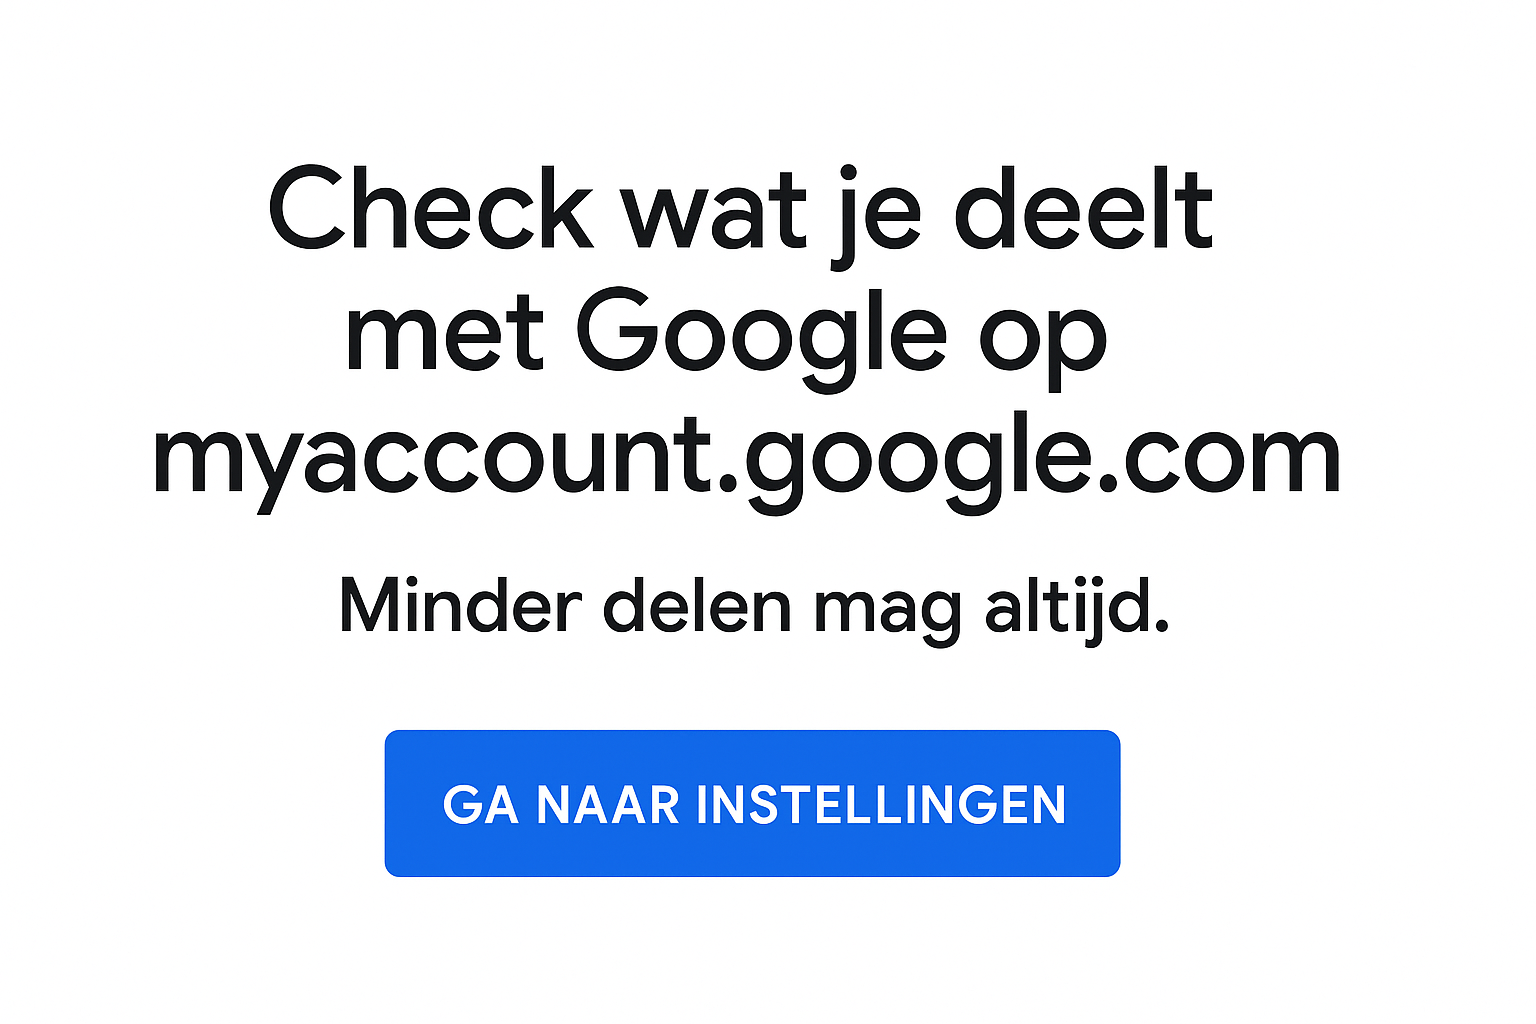 Check wat je deelt
met Google op
myaccount.google.com
Minder delen mag altijd.
GA NAAR INSTELLINGEN